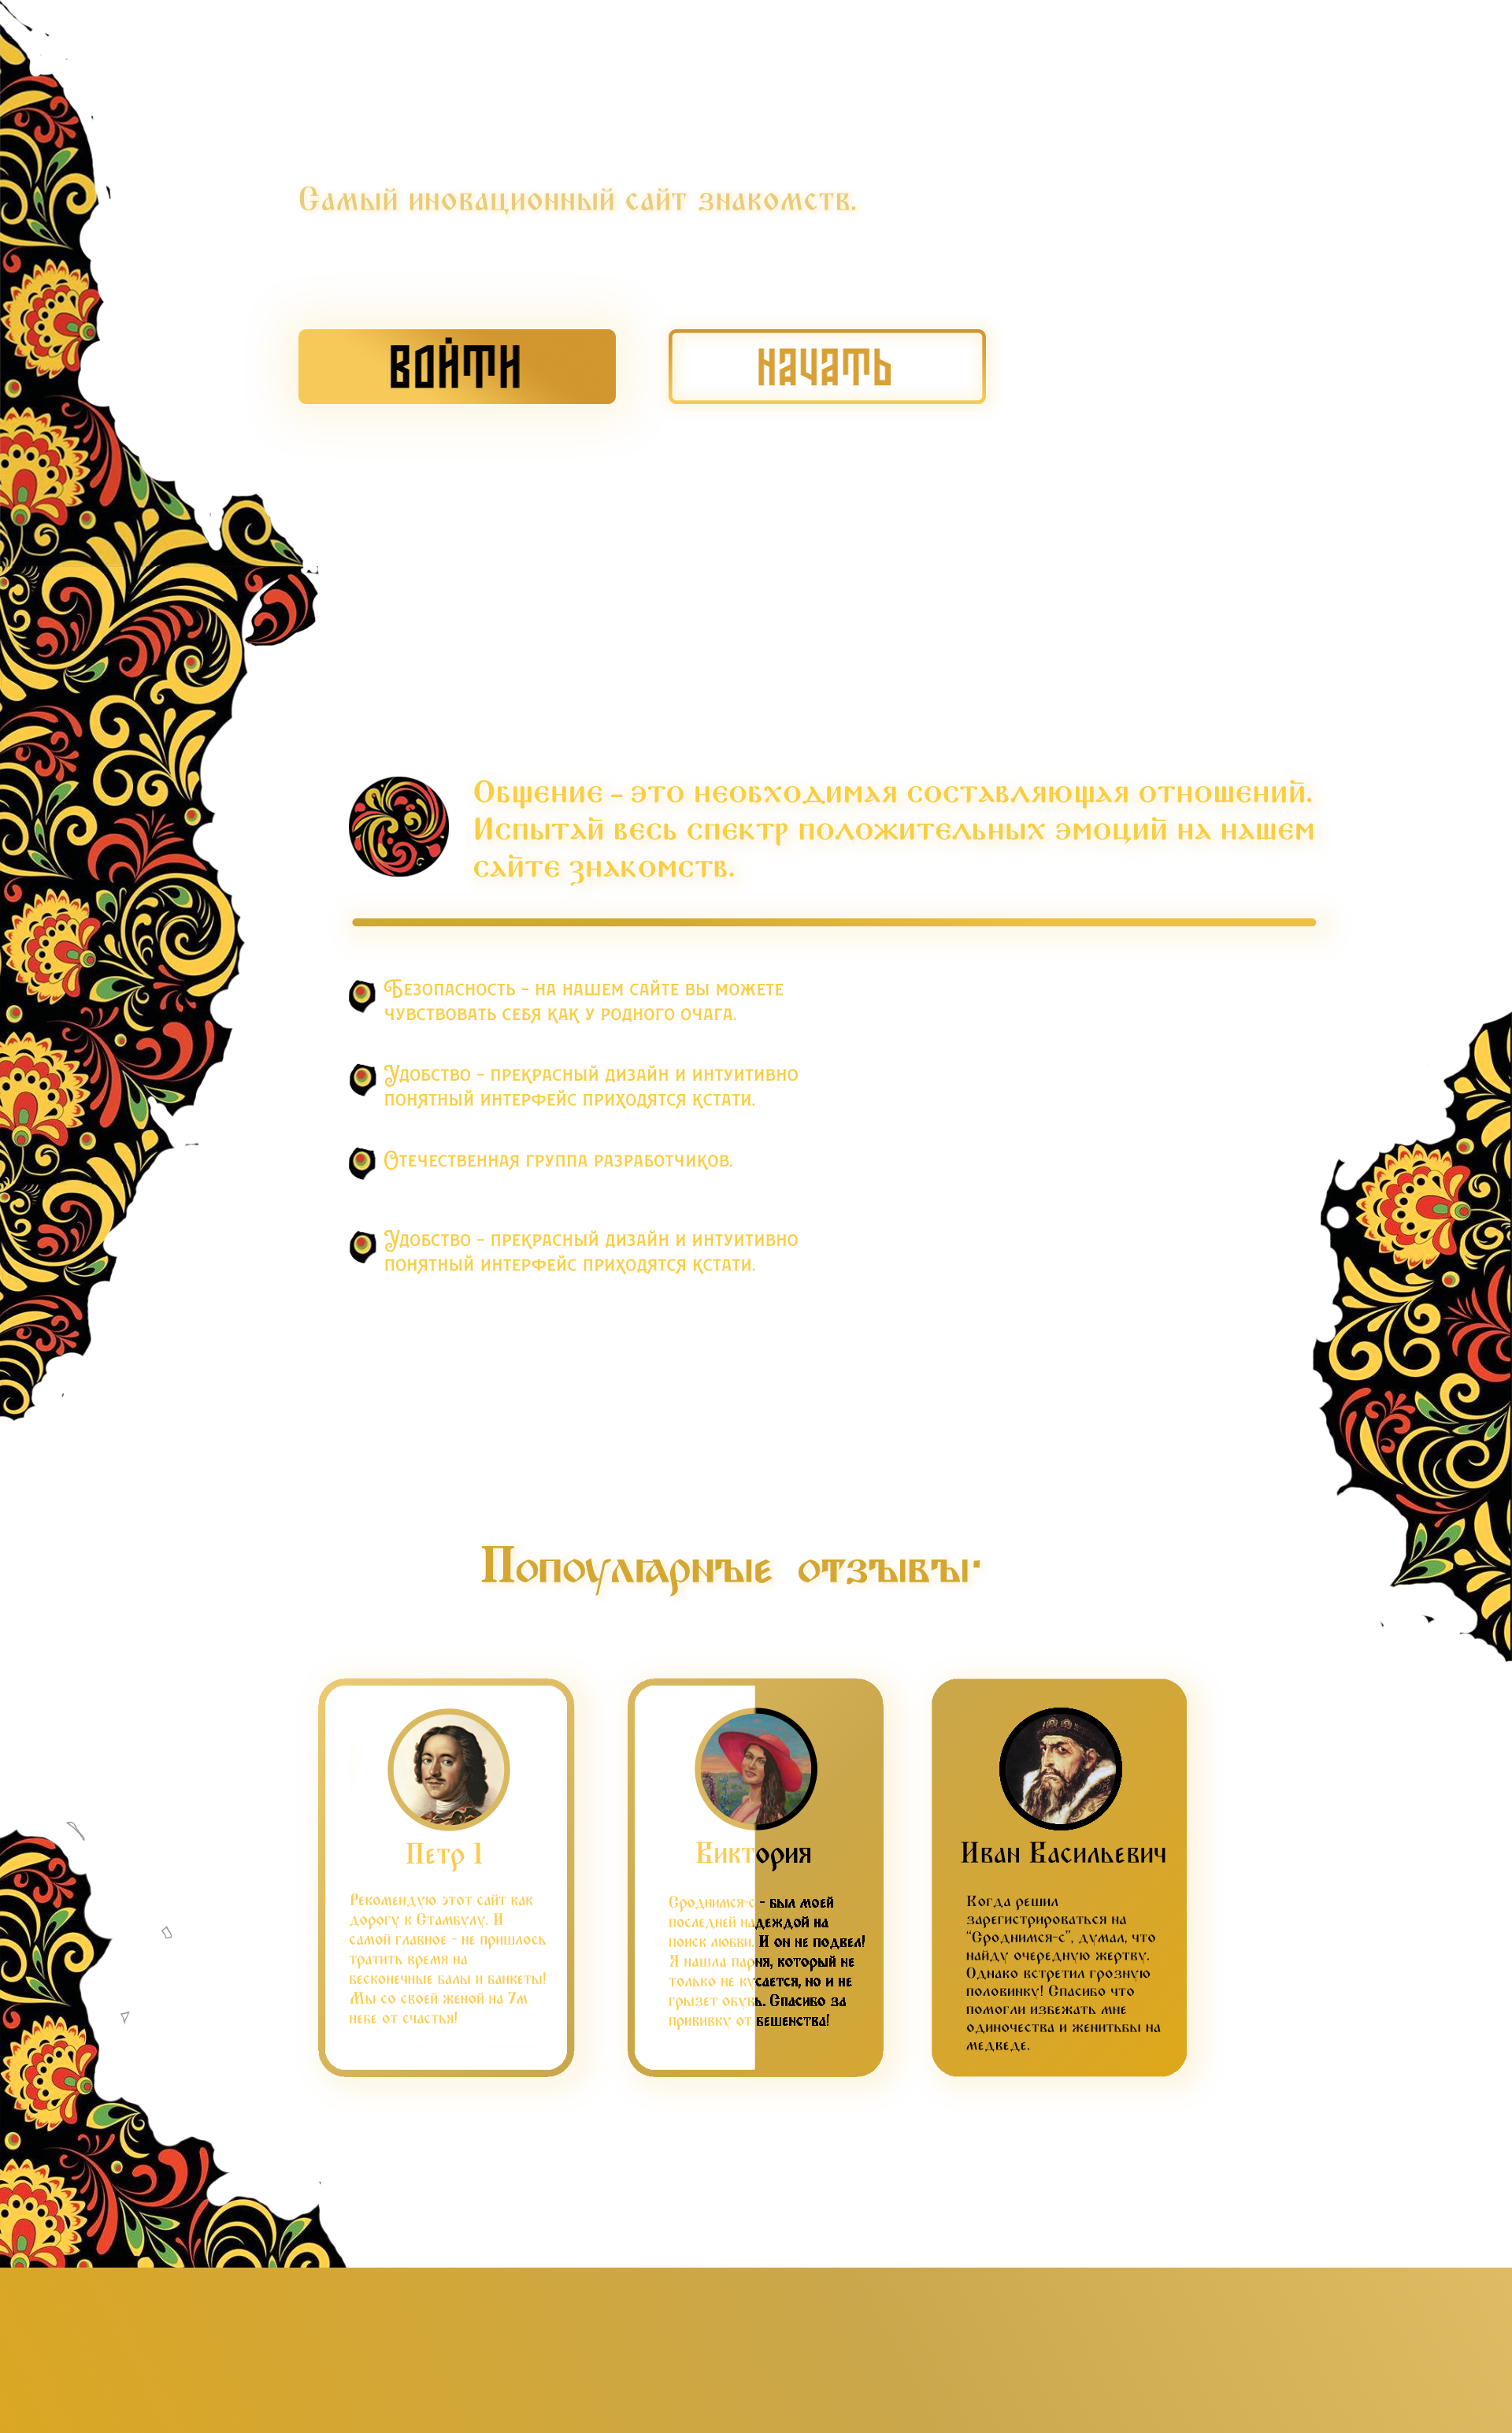 Самый иновационный сайт знакомств.
ВОЙТИ
НАЧАТЬ
Общение – это необходимая составляющая отношений.
Испытай весь спектр положительных эмоций на нашем
сайте знакомств.
Безопасность - на нашем сайте вы можете
чувствовать себя как у родного очага.
Удобство - прекрасный дизайн и интуитивно
понятный интерфейс приходятся кстати.
Отечественная группа разработчиков.
Удобство - прекрасный дизайн и интуитивно
понятный интерфейс приходятся кстати.
Попоулярные отзывы:
Петр 1
Рекомендую этот сайт как
дорогу к Стамбулу. И
самой главное - не пришлось
тратить время на
бесконечные балы и банкеты!
Мы со своей женой на 7м
небе от счастья!
Виктория
Сроднимся-с - был моей
последней надеждой на
поиск любви. И он не подвел!
Я нашла парня, который не
только не кусается, но и не
грызет обувь. Спасибо за
прививку от бешенства!
Иван Васильевич
Когда решил
зарегистрироваться на
“Сроднимся-с”, думал, что
найду очередную жертву.
Однако встретил грозную
половинку! Спасибо что
помогли избежать мне
одиночества и женитьбы на
медведе.